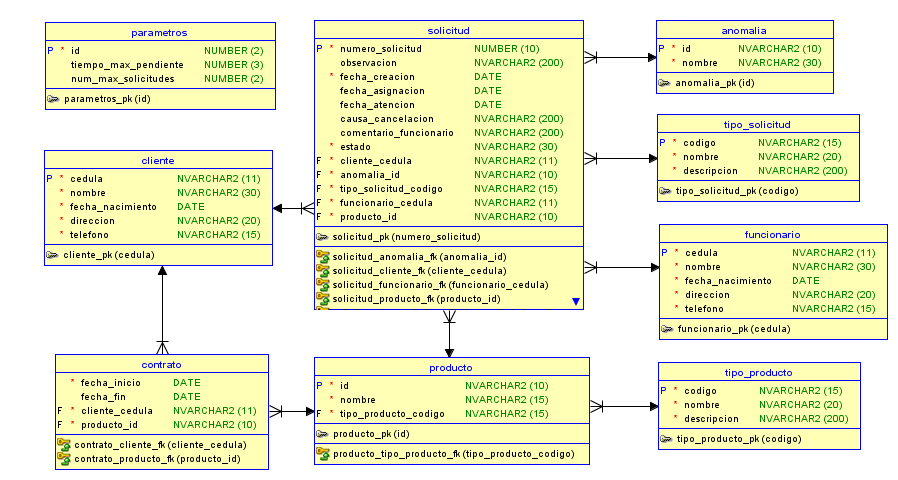 parametros
P * id NUMBER (2)
tiempo_max_pendiente NUMBER (3)
num_max_solicitudes NUMBER (2)
parametros_pk (id)
solicitud
P * numero_solicitud NUMBER (10)
observacion NVARCHAR2 (200)
* fecha_creacion DATE
fecha_asignacion DATE
fecha_atencion DATE
causa_cancelacion NVARCHAR2 (200)
comentario_funcionario NVARCHAR2 (200)
* estado NVARCHAR2 (30)
F * cliente_cedula NVARCHAR2 (11)
F * anomalia_id NVARCHAR2 (10)
F * tipo_solicitud_codigo NVARCHAR2 (15)
F * funcionario_cedula NVARCHAR2 (11)
F * producto_id NVARCHAR2 (10)
solicitud_pk (numero_solicitud)
solicitud_anomalia_fk (anomalia_id)
solicitud_cliente_fk (cliente_cedula)
solicitud_funcionario_fk (funcionario_cedula)
solicitud_producto_fk (producto_id)
anomalia
P * id NVARCHAR2 (10)
* nombre NVARCHAR2 (30)
anomalia_pk (id)
tipo_solicitud
P * codigo NVARCHAR2 (15)
* nombre NVARCHAR2 (20)
* descripcion NVARCHAR2 (200)
tipo_solicitud_pk (codigo)
cliente
P * cedula NVARCHAR2 (11)
* nombre NVARCHAR2 (30)
* fecha_nacimiento DATE
* direccion NVARCHAR2 (20)
* telefono NVARCHAR2 (15)
cliente_pk (cedula)
funcionario
P * cedula NVARCHAR2 (11)
* nombre NVARCHAR2 (30)
* fecha_nacimiento DATE
* direccion NVARCHAR2 (20)
* telefono NVARCHAR2 (15)
funcionario_pk (cedula)
contrato
* fecha_inicio DATE
fecha_fin DATE
F * cliente_cedula NVARCHAR2 (11)
F * producto_id NVARCHAR2 (10)
contrato_cliente_fk (cliente_cedula)
contrato_producto_fk (producto_id)
producto
P * id NVARCHAR2 (10)
* nombre NVARCHAR2 (15)
F * tipo_producto_codigo NVARCHAR2 (15)
producto_pk (id)
producto_tipo_producto_fk (tipo_producto_codigo)
tipo_producto
P * codigo NVARCHAR2 (15)
* nombre NVARCHAR2 (20)
* descripcion NVARCHAR2 (200)
tipo_producto_pk (codigo)